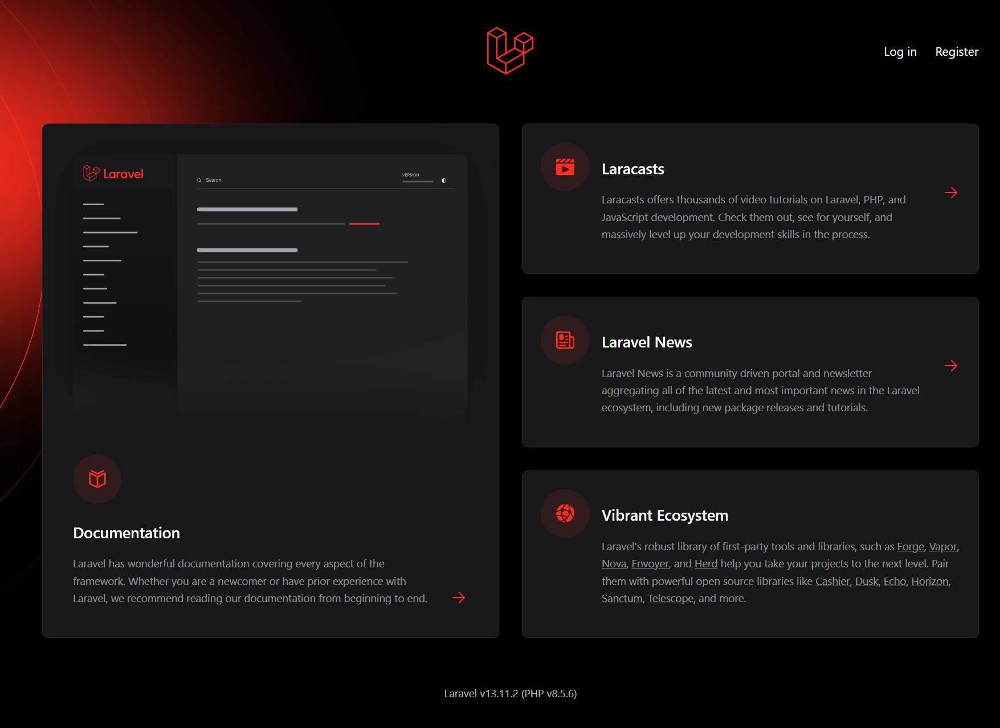 Log in Register
Laravel
Search
VERSION
Documentation
Laravel has wonderful documentation covering every aspect of the
framework. Whether you are a newcomer or have prior experience with
Laravel, we recommend reading our documentation from beginning to end.
Laracasts
Laracasts offers thousands of video tutorials on Laravel, PHP, and
JavaScript development. Check them out, see for yourself, and
massively level up your development skills in the process.
Laravel News
Laravel News is a community driven portal and newsletter
aggregating all of the latest and most important news in the Laravel
ecosystem, including new package releases and tutorials.
Vibrant Ecosystem
Laravel's robust library of first-party tools and libraries, such as Forge, Vapor,
Nova, Envoyer, and Herd help you take your projects to the next level. Pair
them with powerful open source libraries like Cashier, Dusk, Echo, Horizon,
Sanctum, Telescope, and more.
Laravel v13.11.2 (PHP v8.5.6)